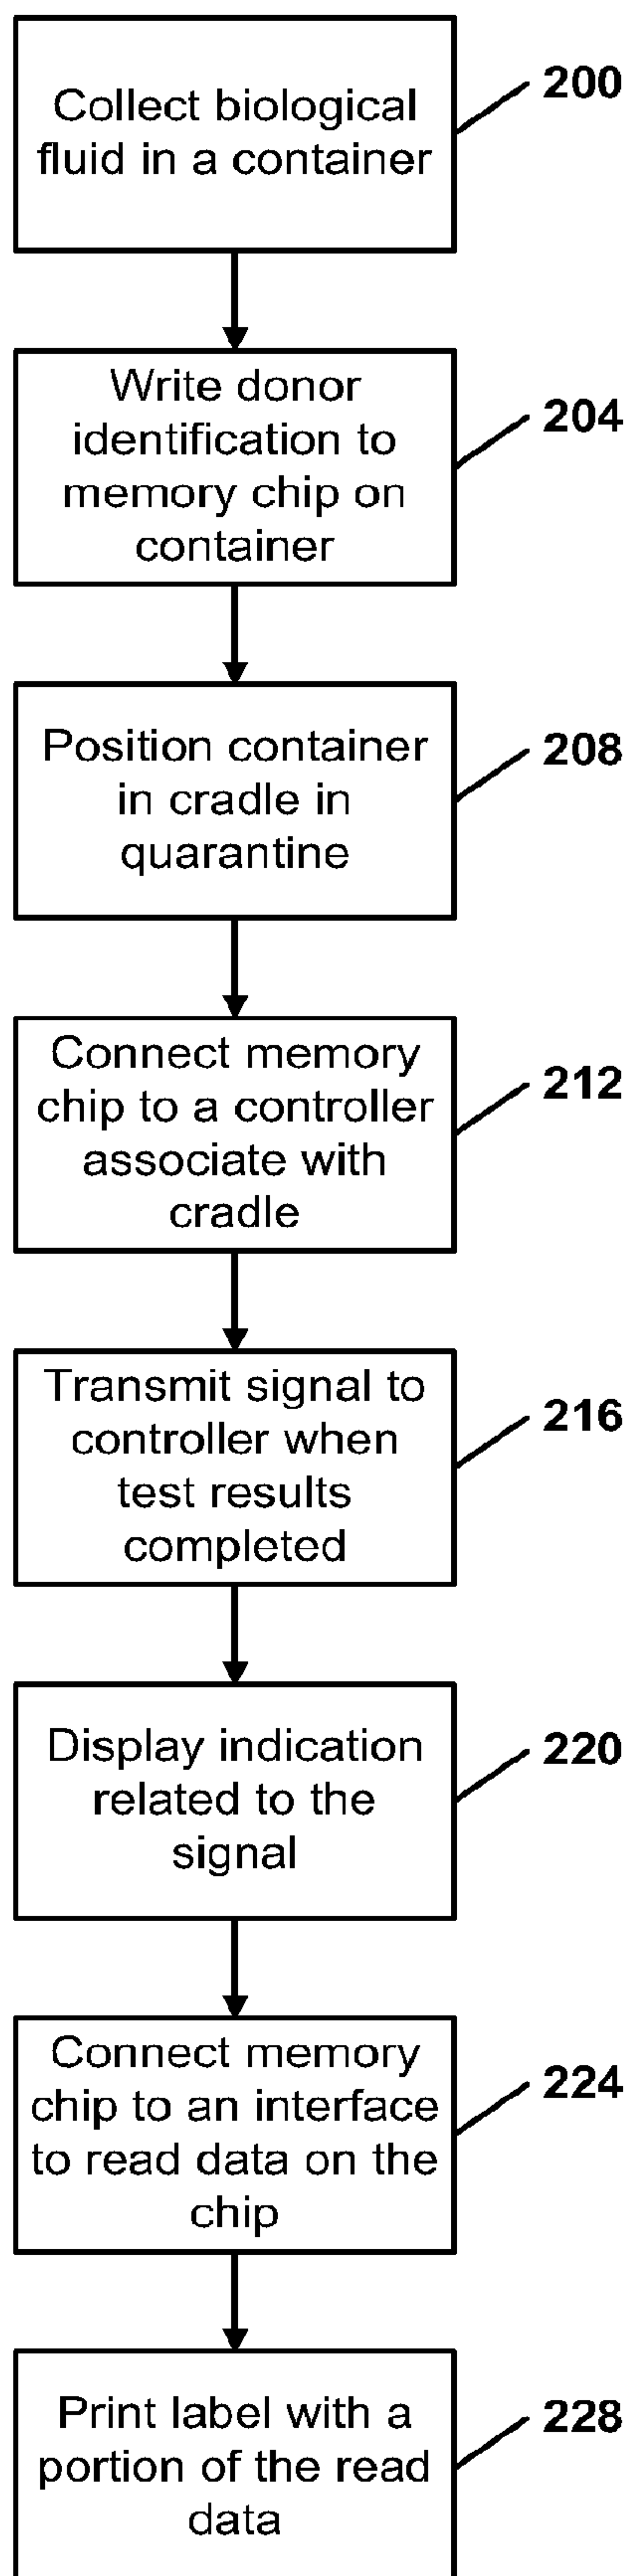 Collect biological
fluid in a container
200
Write donor
identification to
memory chip on
container
204
Position container
in cradle in
quarantine
208
Connect memory
chip to a controller
associate with
cradle
212
Transmit signal to
controller when
test results
completed
216
Display indication
related to the
signal
220
Connect memory
chip to an interface
to read data on the
chip
224
Print label with a
portion of the read
data
228